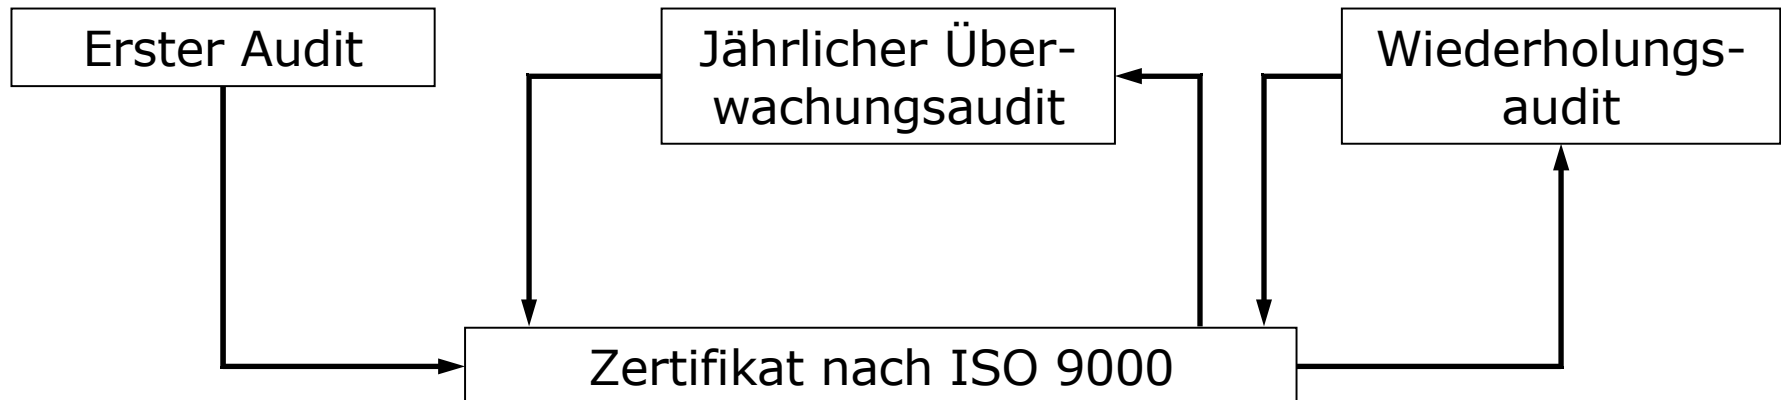 Erster Audit
Jährlicher Über-
wachungsaudit
Wiederholungs-
audit
Zertifikat nach ISO 9000